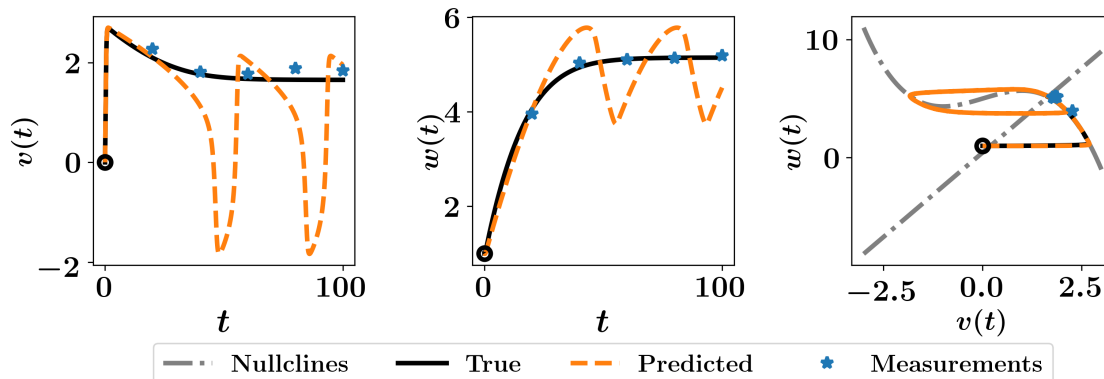 2
0
−2
v(t)
0
100
t
6
4
2
w(t)
0
100
t
10
0
w(t)
−2.5
0.0
2.5
v(t)
Nullclines
True
Predicted
Measurements